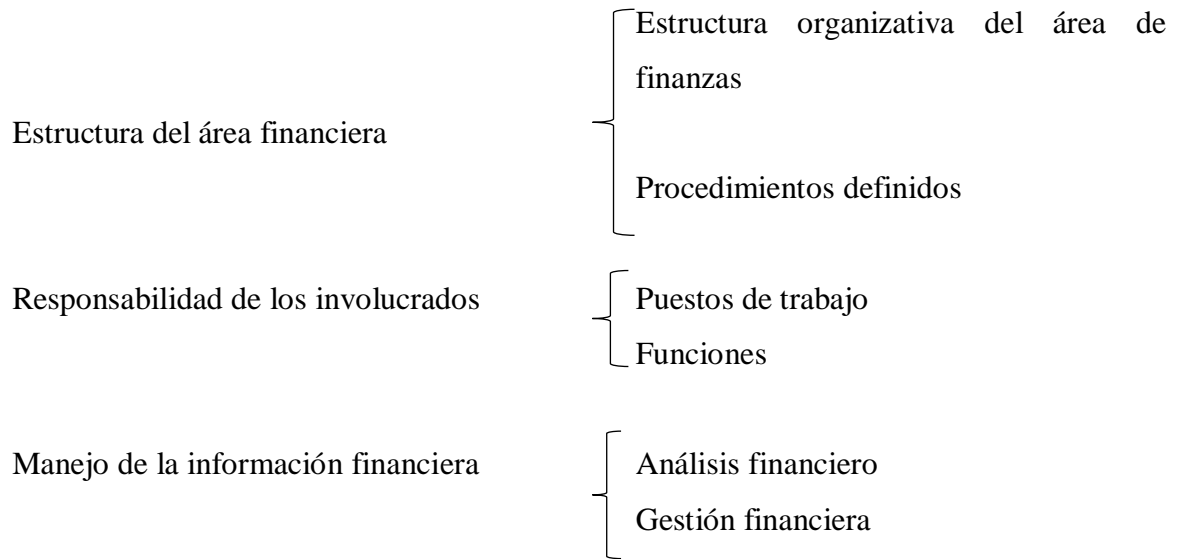 Estructura organizativa del área de
finanzas
Estructura del área financiera
Procedimientos definidos
Responsabilidad de los involucrados
Puestos de trabajo
Funciones
Manejo de la información financiera
Análisis financiero
Gestión financiera